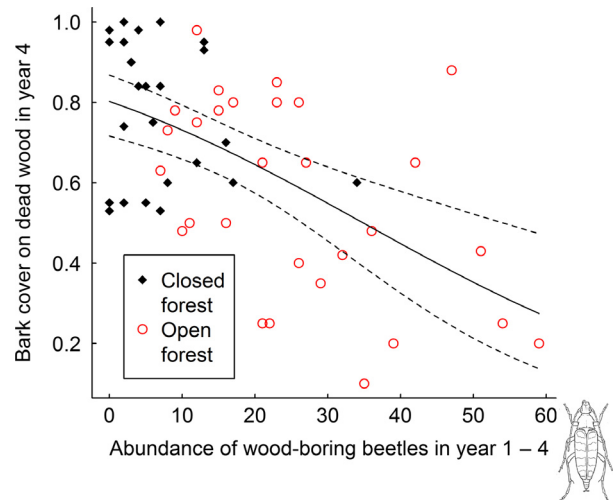 Bark cover on dead wood in year 4
1.0
0.8
0.6
0.4
0.2
Closed
forest
Open
forest
0 10 20 30 40 50 60
Abundance of wood-boring beetles in year 1 – 4